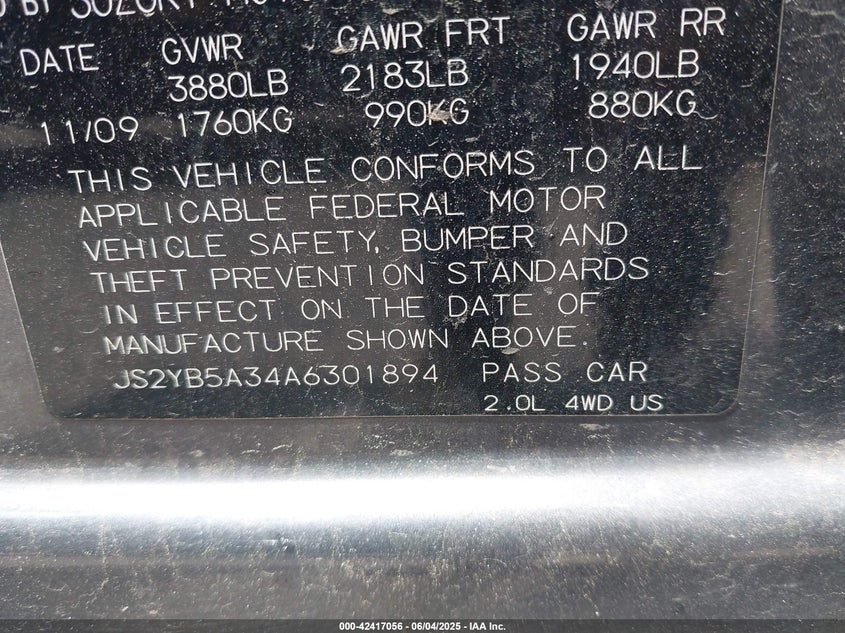 BY SUZUKI
DATE GVWR GAWR FRT GAWR RR
3880LB 2183LB 1940LB
11/09 1760KG 990KG 880KG
THIS VEHICLE CONFORMS TO ALL
APPLICABLE FEDERAL MOTOR
VEHICLE SAFETY, BUMPER AND
THEFT PREVENTION STANDARDS
IN EFFECT ON THE DATE OF
MANUFACTURE SHOWN ABOVE.
JS2YB5A34A6301894 PASS CAR
2.0L 4WD US
000-42417056 - 06/04/2025 - IAA Inc.